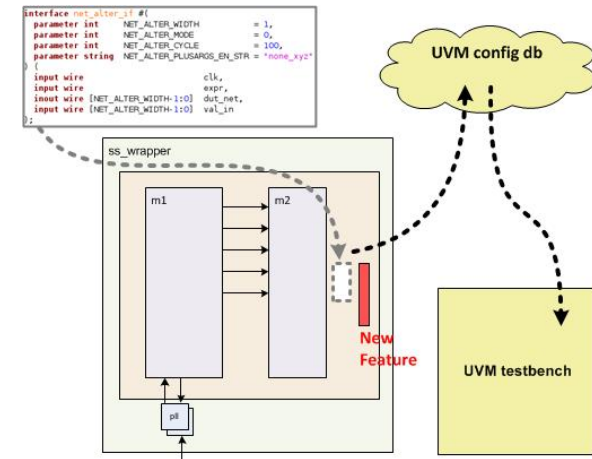 interface net_alter_if #(
parameter int NET_ALTER_WIDTH = 1,
parameter int NET_ALTER_MODE = 0,
parameter int NET_ALTER_CYCLE = 100,
parameter string NET_ALTER_PLUSARGS_EN_STR = "none_xyz"
) (
input wire clk,
input wire expr,
inout wire [NET_ALTER_WIDTH-1:0] dut_net,
input wire [NET_ALTER_WIDTH-1:0] val_in
);
UVM config db
ss_wrapper
m1
m2
New
Feature
UVM testbench
pll